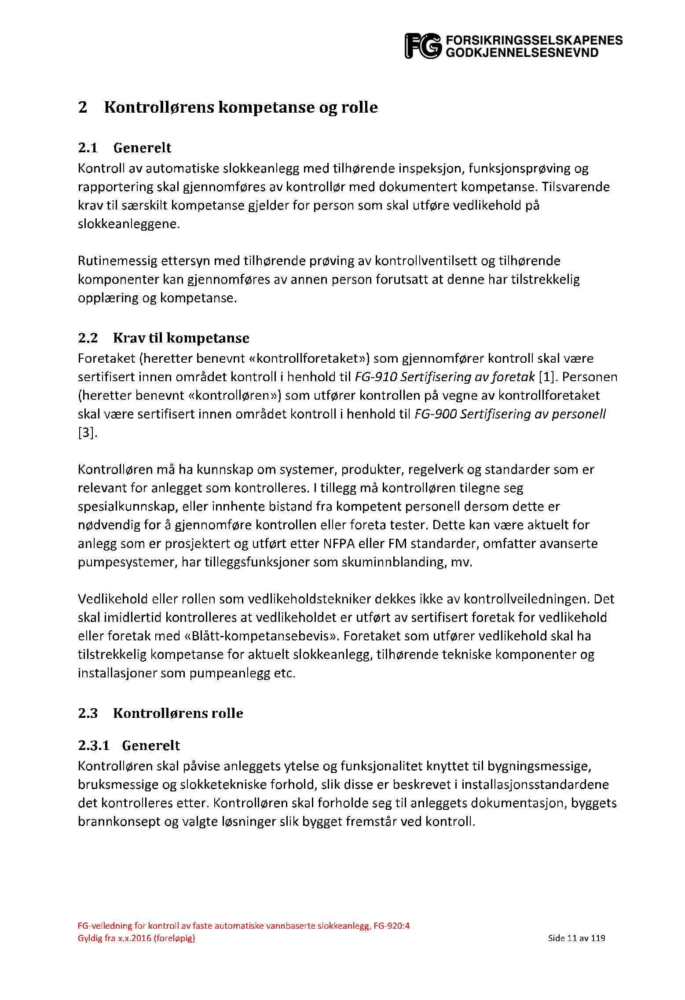 FG FORSIKRINGSSELSKAPENES
GODKJENNELSESNEVND
2 Kontrollørens kompetanse og rolle
2.1 Generelt
Kontroll av automatiske slokkeanlegg med tilhørende inspeksjon, funksjonsprøving og
rapportering skal gjennomføres av kontrollør med dokumentert kompetanse. Tilsvarende
krav til særskilt kompetanse gjelder for person som skal utføre vedlikehold på
slokkeanleggene.
Rutinemessig ettersyn med tilhørende prøving av kontrollventilsett og tilhørende
komponenter kan gjennomføres av annen person forutsatt at denne har tilstrekkelig
opplæring og kompetanse.
2.2 Krav til kompetanse
Foretaket (heretter benevnt «kontrollforetaket») som gjennomfører kontroll skal være
sertifisert innen området kontroll i henhold til FG-910 Sertifisering av foretak [1]. Personen
(heretter benevnt «kontrolløren») som utfører kontrollen på vegne av kontrollforetaket
skal være sertifisert innen området kontroll i henhold til FG-900 Sertifisering av personell
[3].
Kontrolløren må ha kunnskap om systemer, produkter, regelverk og standarder som er
relevant for anlegget som kontrolleres. I tillegg må kontrolløren tilegne seg
spesialkunnskap, eller innhente bistand fra kompetent personell dersom dette er
nødvendig for å gjennomføre kontrollen eller foreta tester. Dette kan være aktuelt for
anlegg som er prosjektert og utført etter NFPA eller FM standarder, omfatter avanserte
pumpesystemer, har tilleggsfunksjoner som skuminnblanding, mv.
Vedlikehold eller rollen som vedlikeholdstekniker dekkes ikke av kontrollveiledningen. Det
skal imidlertid kontrolleres at vedlikeholdet er utført av sertifisert foretak for vedlikehold
eller foretak med «Blått-kompetansebevis». Foretaket som utfører vedlikehold skal ha
tilstrekkelig kompetanse for aktuelt slokkeanlegg, tilhørende tekniske komponenter og
installasjoner som pumpeanlegg etc.
2.3 Kontrollørens rolle
2.3.1 Generelt
Kontrolløren skal påvise anleggets ytelse og funksjonalitet knyttet til bygningsmessige,
bruksmessige og slokketekniske forhold, slik disse er beskrevet i installasjonsstandardene
det kontrolleres etter. Kontrolløren skal forholde seg til anleggets dokumentasjon, byggets
brannkonsept og valgte løsninger slik bygget fremstår ved kontroll.
FG-veiledning for kontroll av faste automatiske vannbaserte slokkeanlegg, FG-920:4
Gyldig fra x.x.2016 (foreløpig) Side 11 av 119